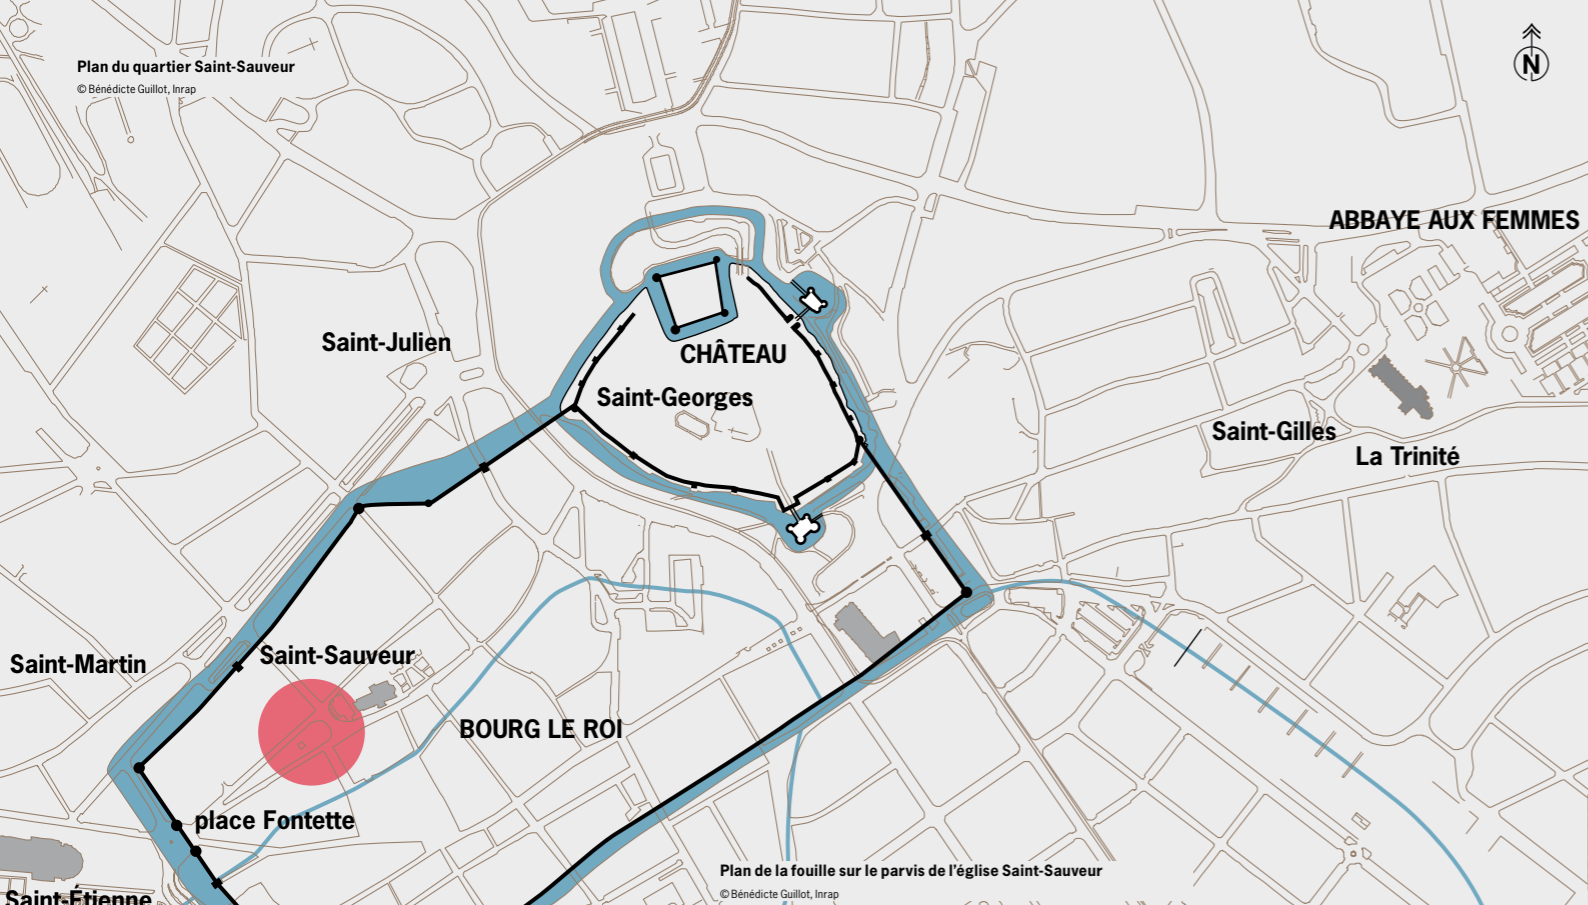 Plan du quartier Saint-Sauveur
© Bénédicte Guillot, Inrap
N
ABBAYE AUX FEMMES
Saint-Julien
CHÂTEAU
Saint-Georges
Saint-Gilles
La Trinité
Saint-Martin
Saint-Sauveur
BOURG LE ROI
place Fontette
Plan de la fouille sur le parvis de l'église Saint-Sauveur
© Bénédicte Guillot, Inrap
Saint-Étienne